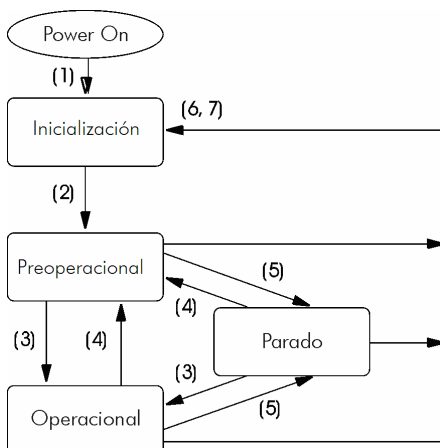 Power On
(1)
Inicialización
(6, 7)
(2)
Preoperacional
(5)
(4)
(3)
(4)
Parado
(3)
Operacional
(5)